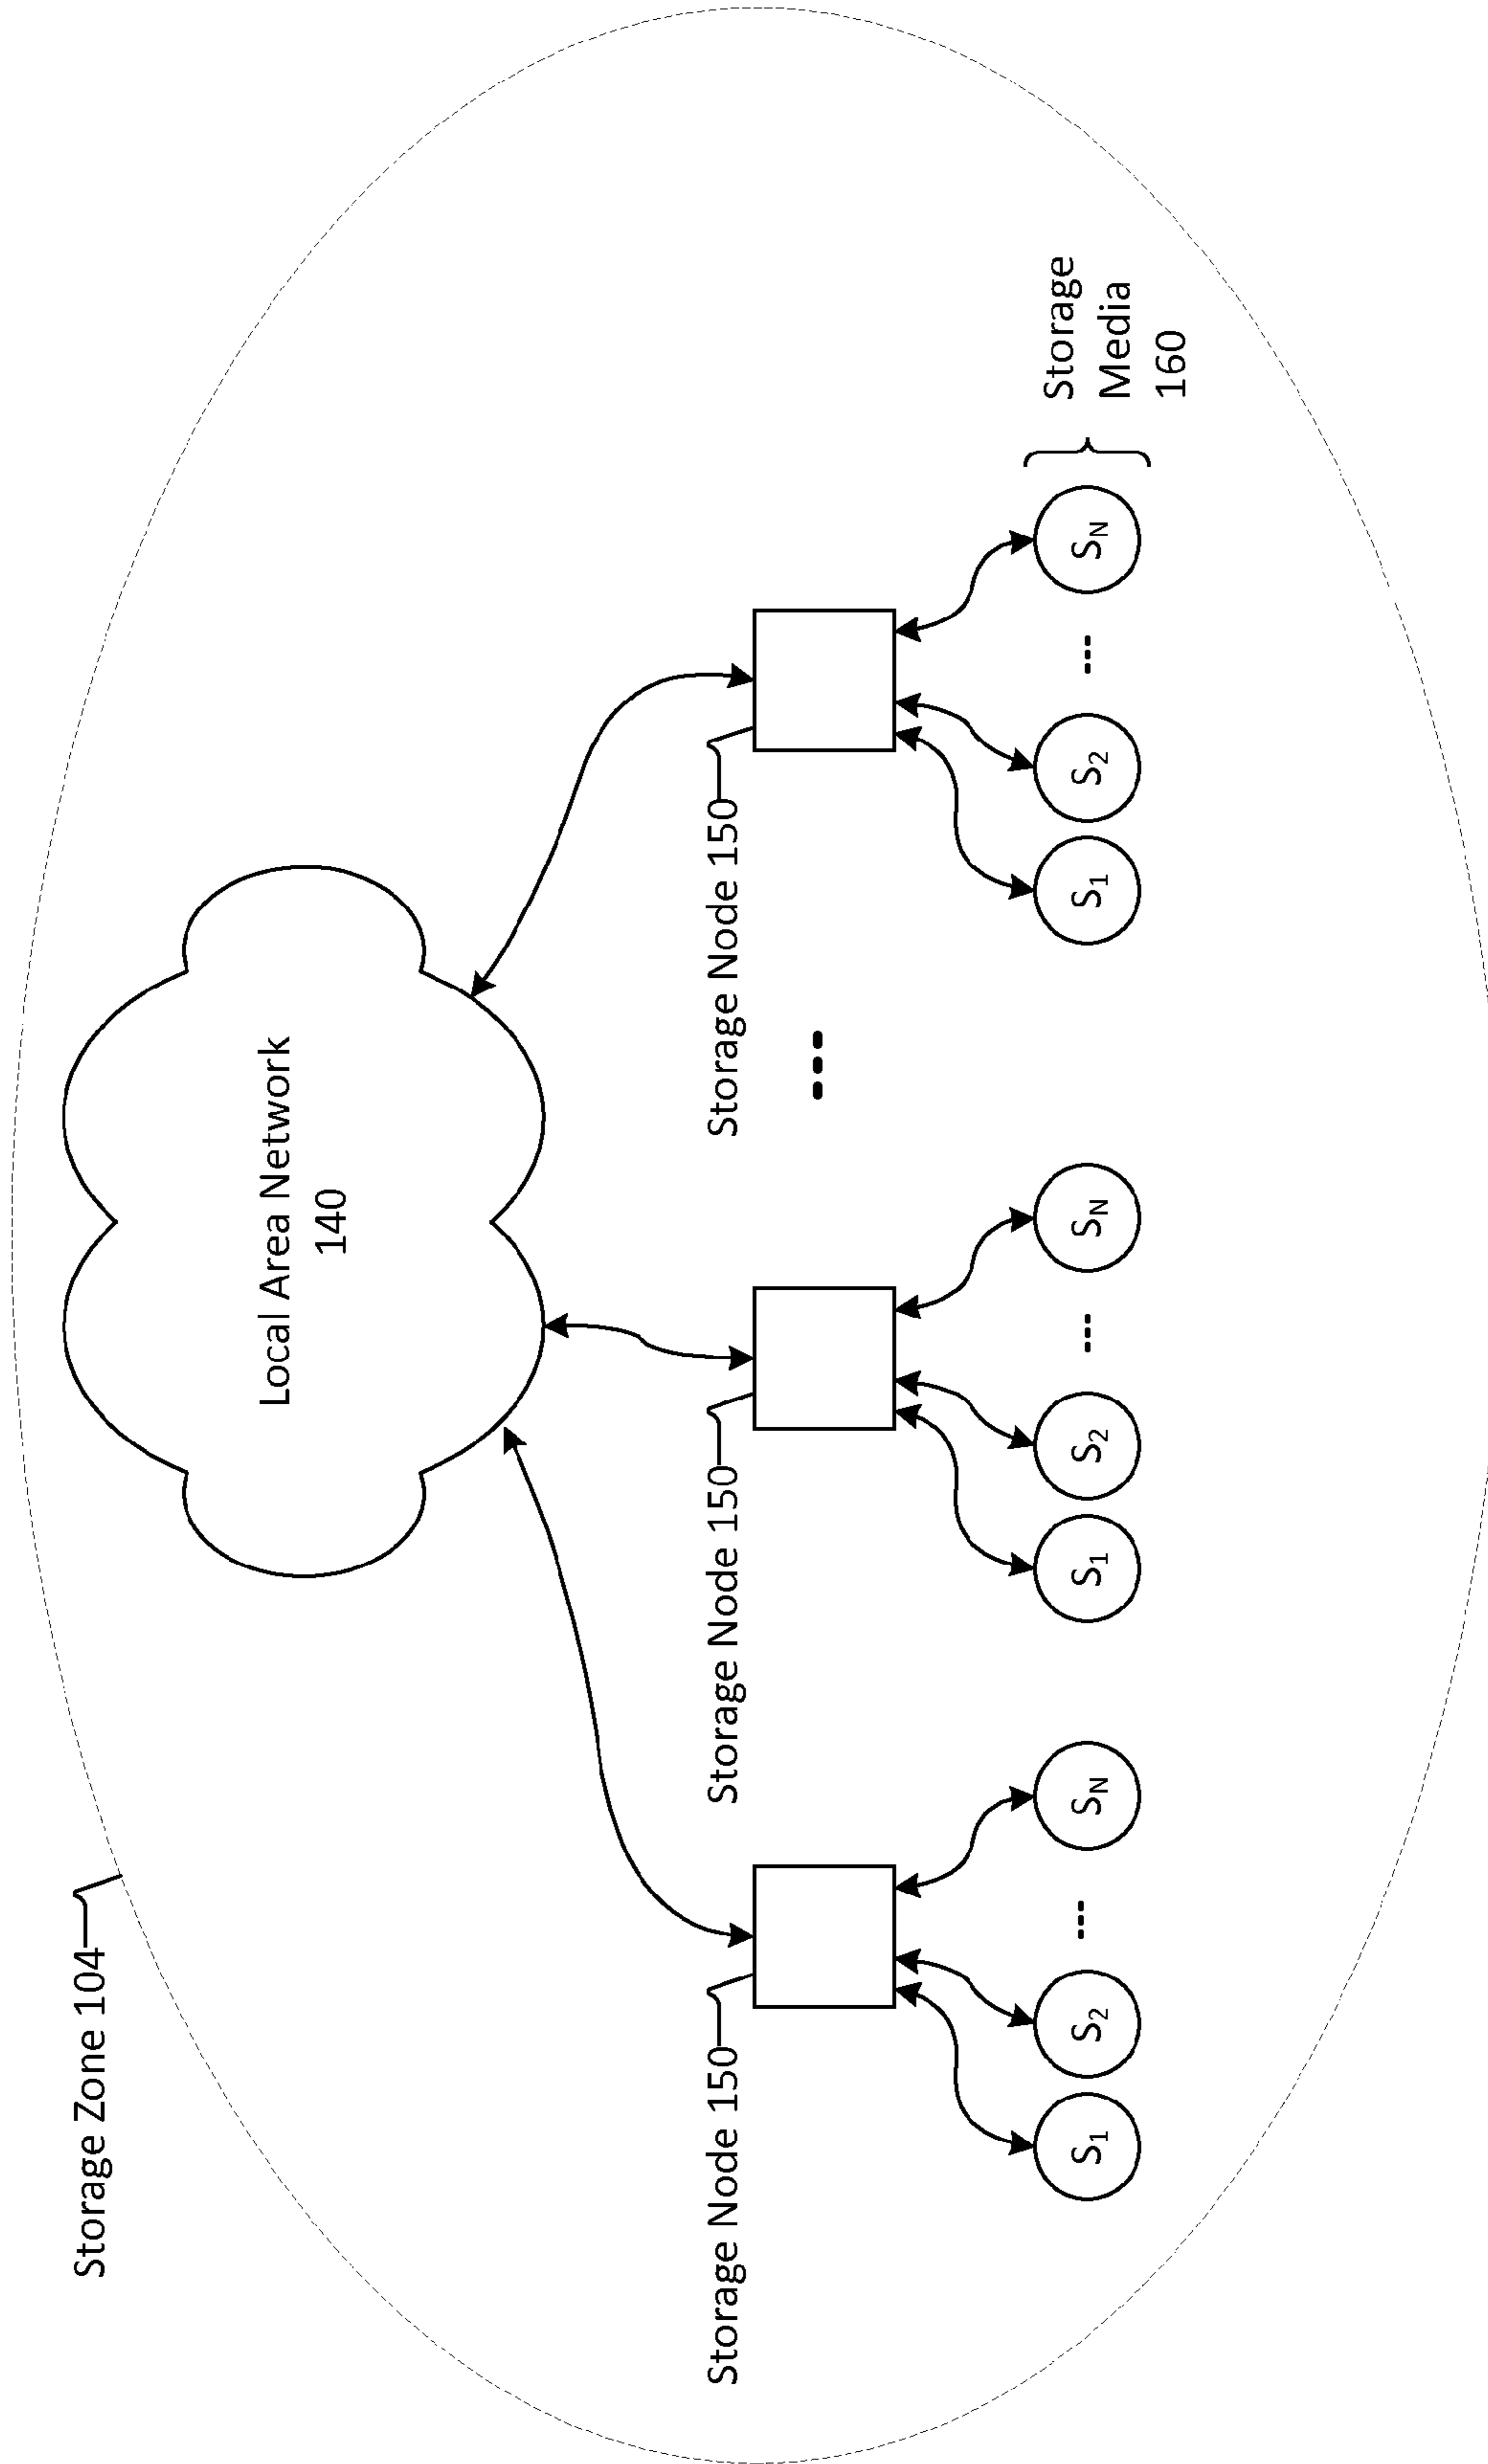 Storage Zone 104
Local Area Network
140
Storage Node 150
Storage Node 150
Storage Node 150
...
S1
S2
...
SN
S1
S2
...
SN
S1
S2
...
SN
Storage
Media
160